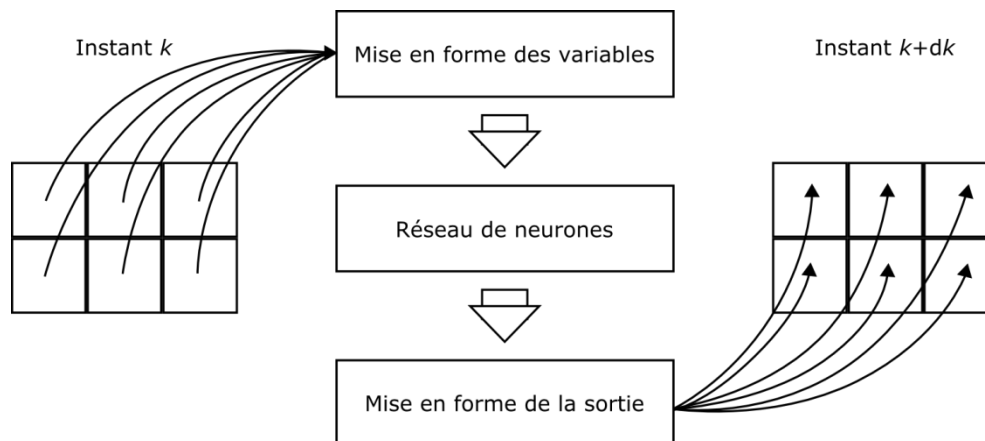 Instant k
Mise en forme des variables
Instant k+dk
Réseau de neurones
Mise en forme de la sortie